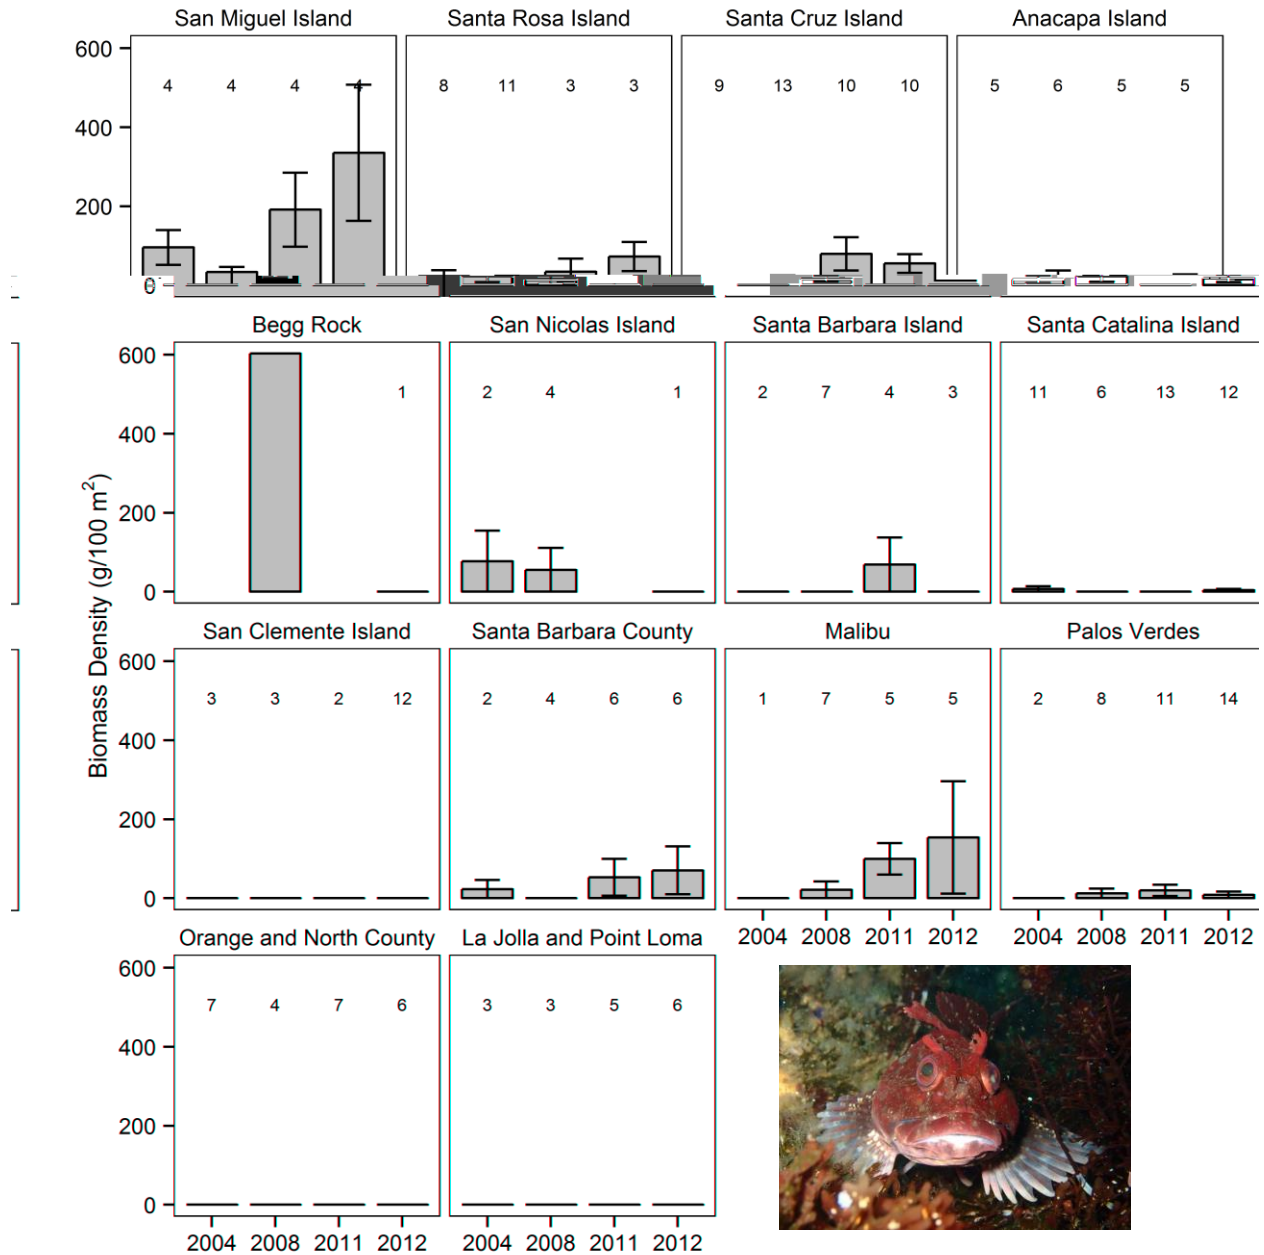 San Miguel Island Santa Rosa Island Santa Cruz Island Anacapa Island
600
4 4 4 4 8 11 3 3 9 13 10 10 5 6 5 5
400
200
0
Begg Rock San Nicolas Island Santa Barbara Island Santa Catalina Island
600
1 2 4 1 2 7 4 3 11 6 13 12
400
200
0
Biomass Density (g/100 m²)
San Clemente Island Santa Barbara County Malibu Palos Verdes
600
3 3 2 12 2 4 6 6 1 7 5 5 2 8 11 14
400
200
0
2004 2008 2011 2012 2004 2008 2011 2012
Orange and North County La Jolla and Point Loma
600
7 4 7 6 3 3 5 6
400
200
0
2004 2008 2011 2012 2004 2008 2011 2012